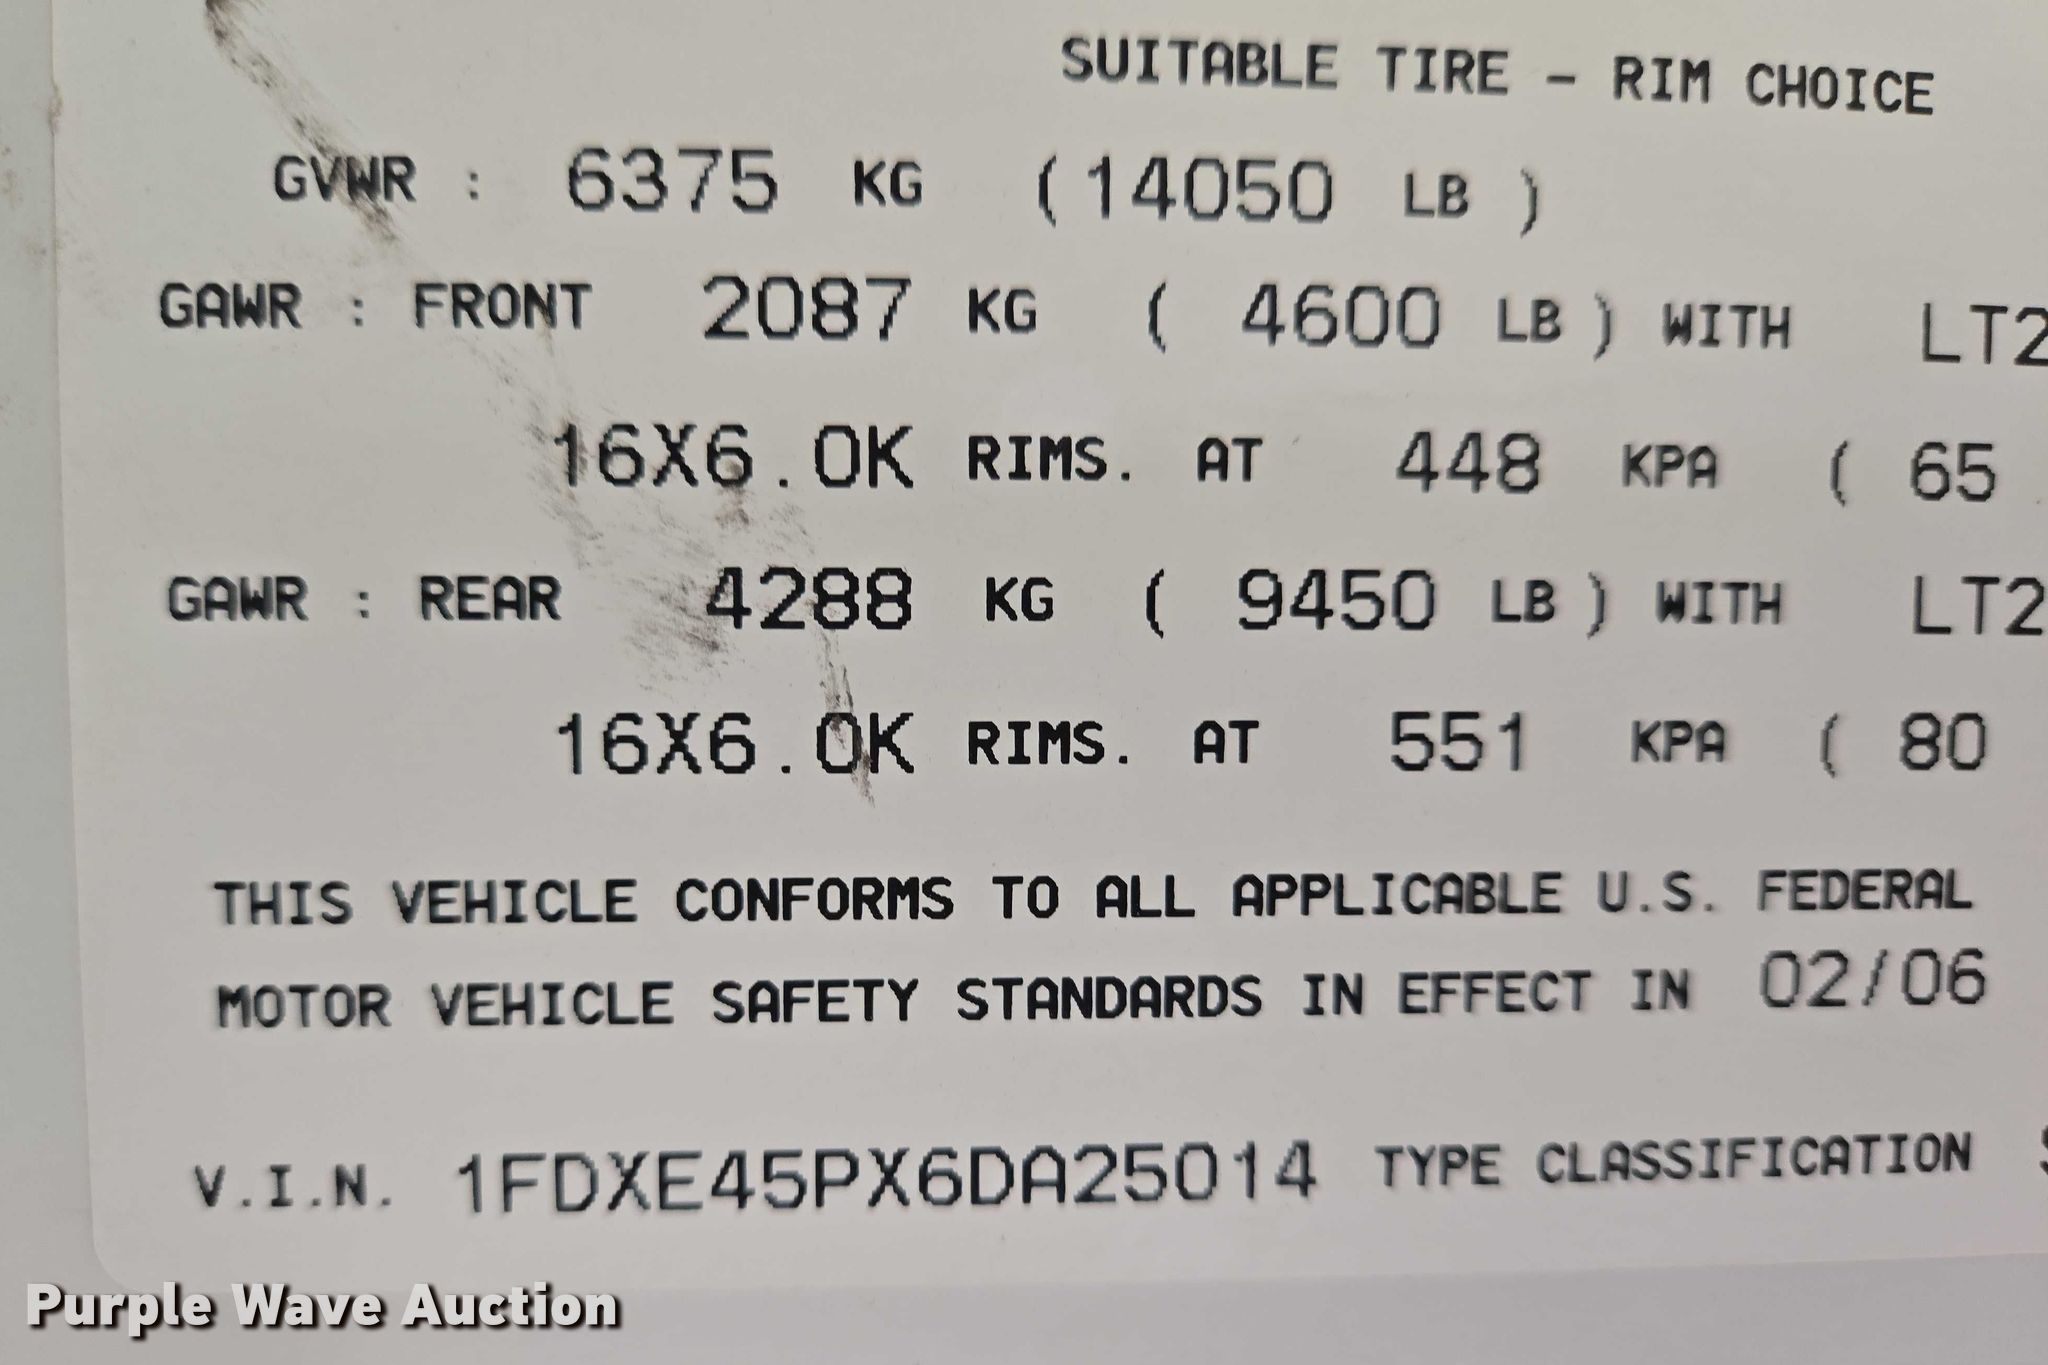 SUITABLE TIRE - RIM CHOICE
GVWR : 6375 KG (14050 LB )
GAWR : FRONT 2087 KG ( 4600 LB ) WITH LT2
16X6.0K RIMS. AT 448 KPA ( 65
GAWR : REAR 4288 KG ( 9450 LB ) WITH LT2
16X6.0K RIMS. AT 551 KPA ( 80
THIS VEHICLE CONFORMS TO ALL APPLICABLE U.S. FEDERAL
MOTOR VEHICLE SAFETY STANDARDS IN EFFECT IN 02/06
V.I.N. 1FDXE45PX6DA25014 TYPE CLASSIFICATION
Purple Wave Auction